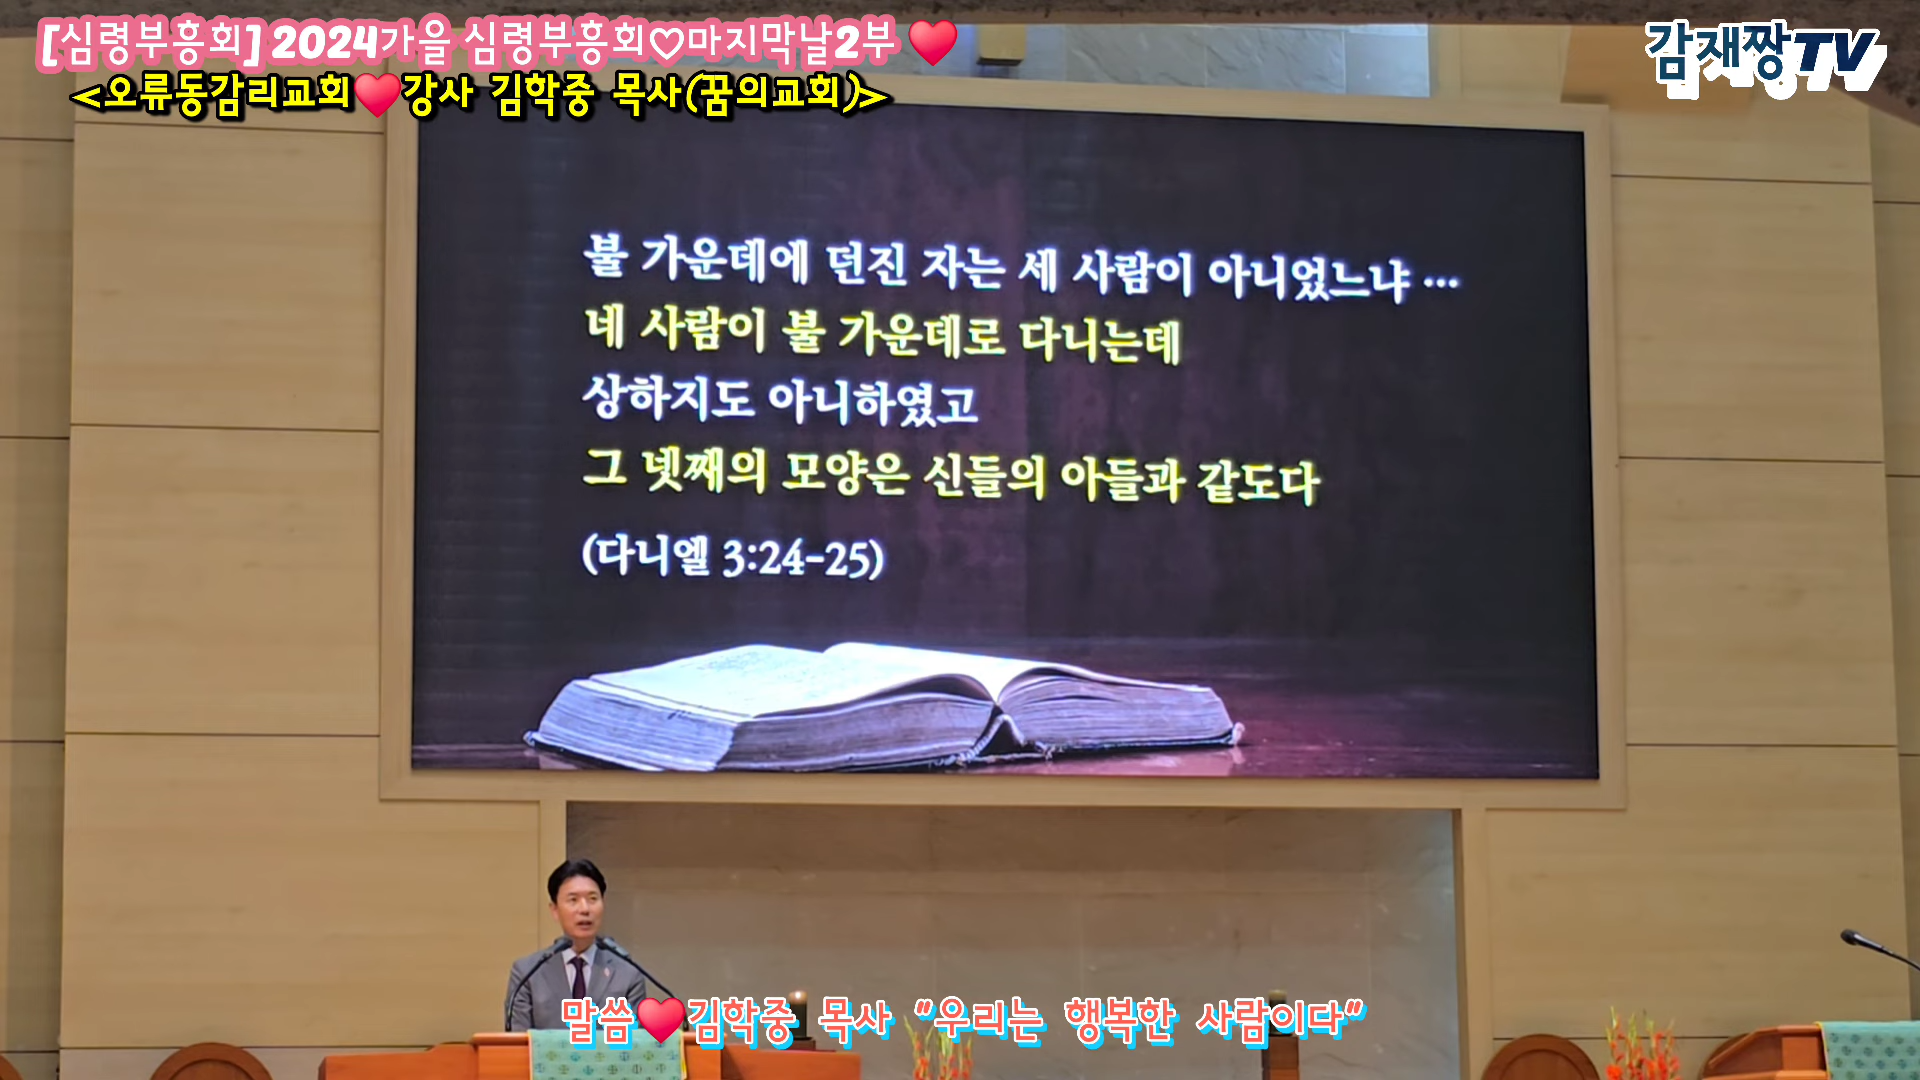 [심령부흥회] 2024가을 심령부흥회♡마지막날2부 ❤️
<오류동감리교회❤️강사 김학중 목사(꿈의교회)>
감재짱TV
불 가운데에 던진 자는 세 사람이 아니었느냐 …
네 사람이 불 가운데로 다니는데
상하지도 아니하였고
그 넷째의 모양은 신들의 아들과 같도다
(다니엘 3:24-25)
말씀❤️김학중 목사 "우리는 행복한 사람이다"